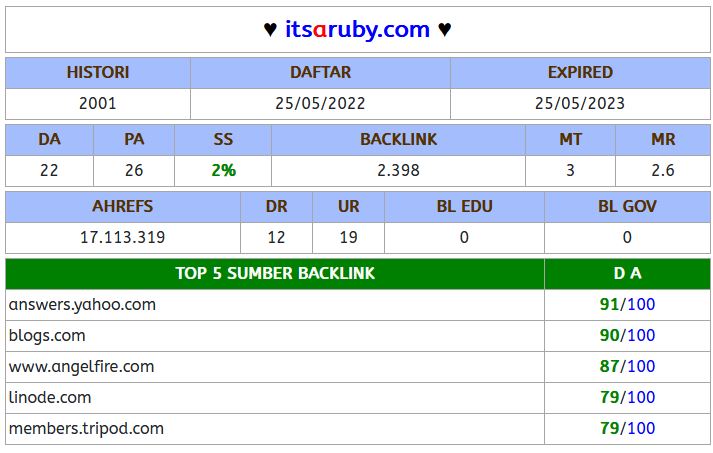 ♥ itsaruby.com ♥
HISTORI DAFTAR EXPIRED
2001 25/05/2022 25/05/2023
DA PA SS BACKLINK MT MR
22 26 2% 2.398 3 2.6
AHREFS DR UR BL EDU BL GOV
17.113.319 12 19 0 0
TOP 5 SUMBER BACKLINK D A
answers.yahoo.com 91/100
blogs.com 90/100
www.angelfire.com 87/100
linode.com 79/100
members.tripod.com 79/100